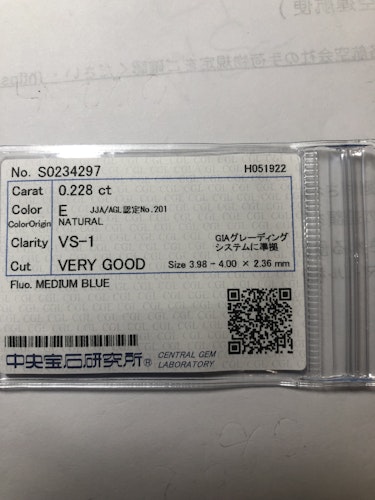 No. S0234297 H051922
Carat 0.228 ct
Color E JJA/AGL認定No.201
ColorOrigin NATURAL
Clarity VS-1 GIAグレーディング
システムに準拠
Cut VERY GOOD Size 3.98 - 4.00 × 2.36 mm
Fluo. MEDIUM BLUE
中央宝石研究所® CENTRAL GEM
LABORATORY